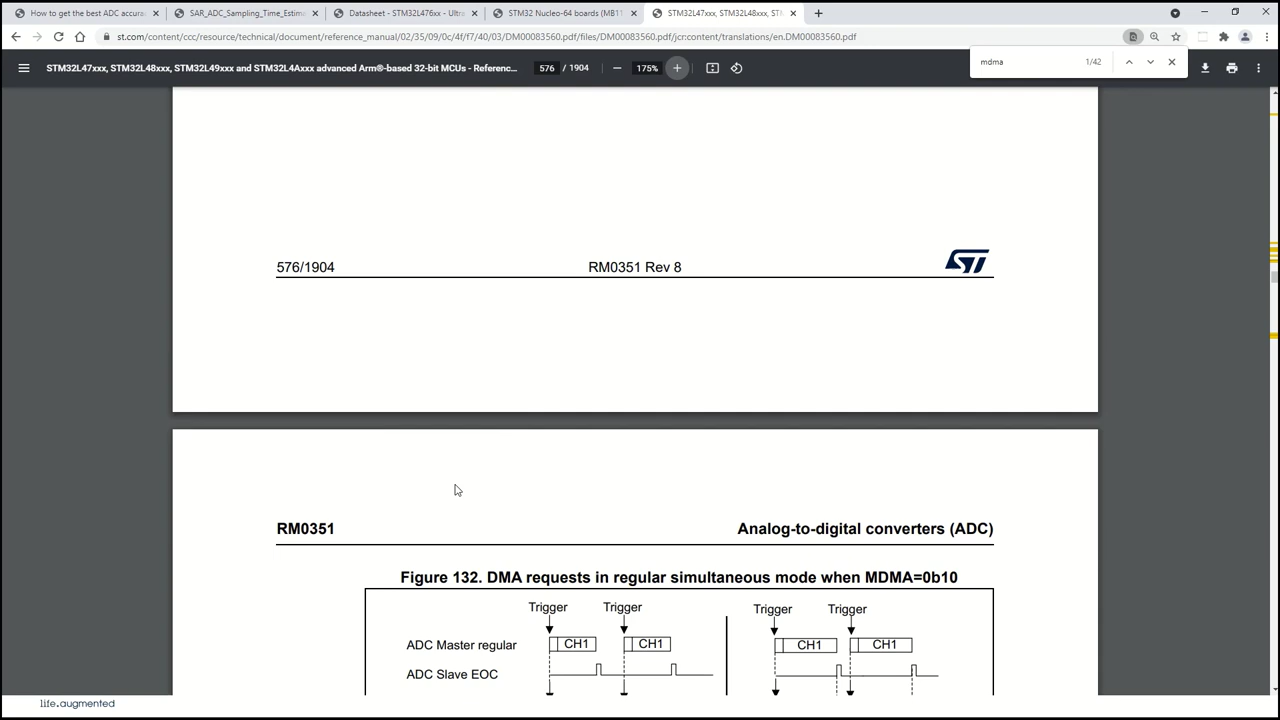 How to get the best ADC accura
SAR_ADC_Sampling_Time_Estim
Datasheet - STM32L476xx - Ultra
STM32 Nucleo-64 boards (MB11
STM32L47xxx, STM32L48xxx, ST
st.com/content/ccc/resource/technical/document/reference_manual/02/35/09/0c/4f/f7/40/03/DM00083560.pdf/files/DM00083560.pdf/jcr:content/translations/en.DM00083560.pdf
STM32L47xxx, STM32L48xxx, STM32L49xxx and STM32L4Axxx advanced Arm®-based 32-bit MCUs - Referenc...
576 / 1904
175%
mdma
1/42
576/1904
RM0351 Rev 8
ST
RM0351
Analog-to-digital converters (ADC)
Figure 132. DMA requests in regular simultaneous mode when MDMA=0b10
Trigger Trigger Trigger Trigger
ADC Master regular CH1 CH1 CH1 CH1
ADC Slave EOC
life.augmented